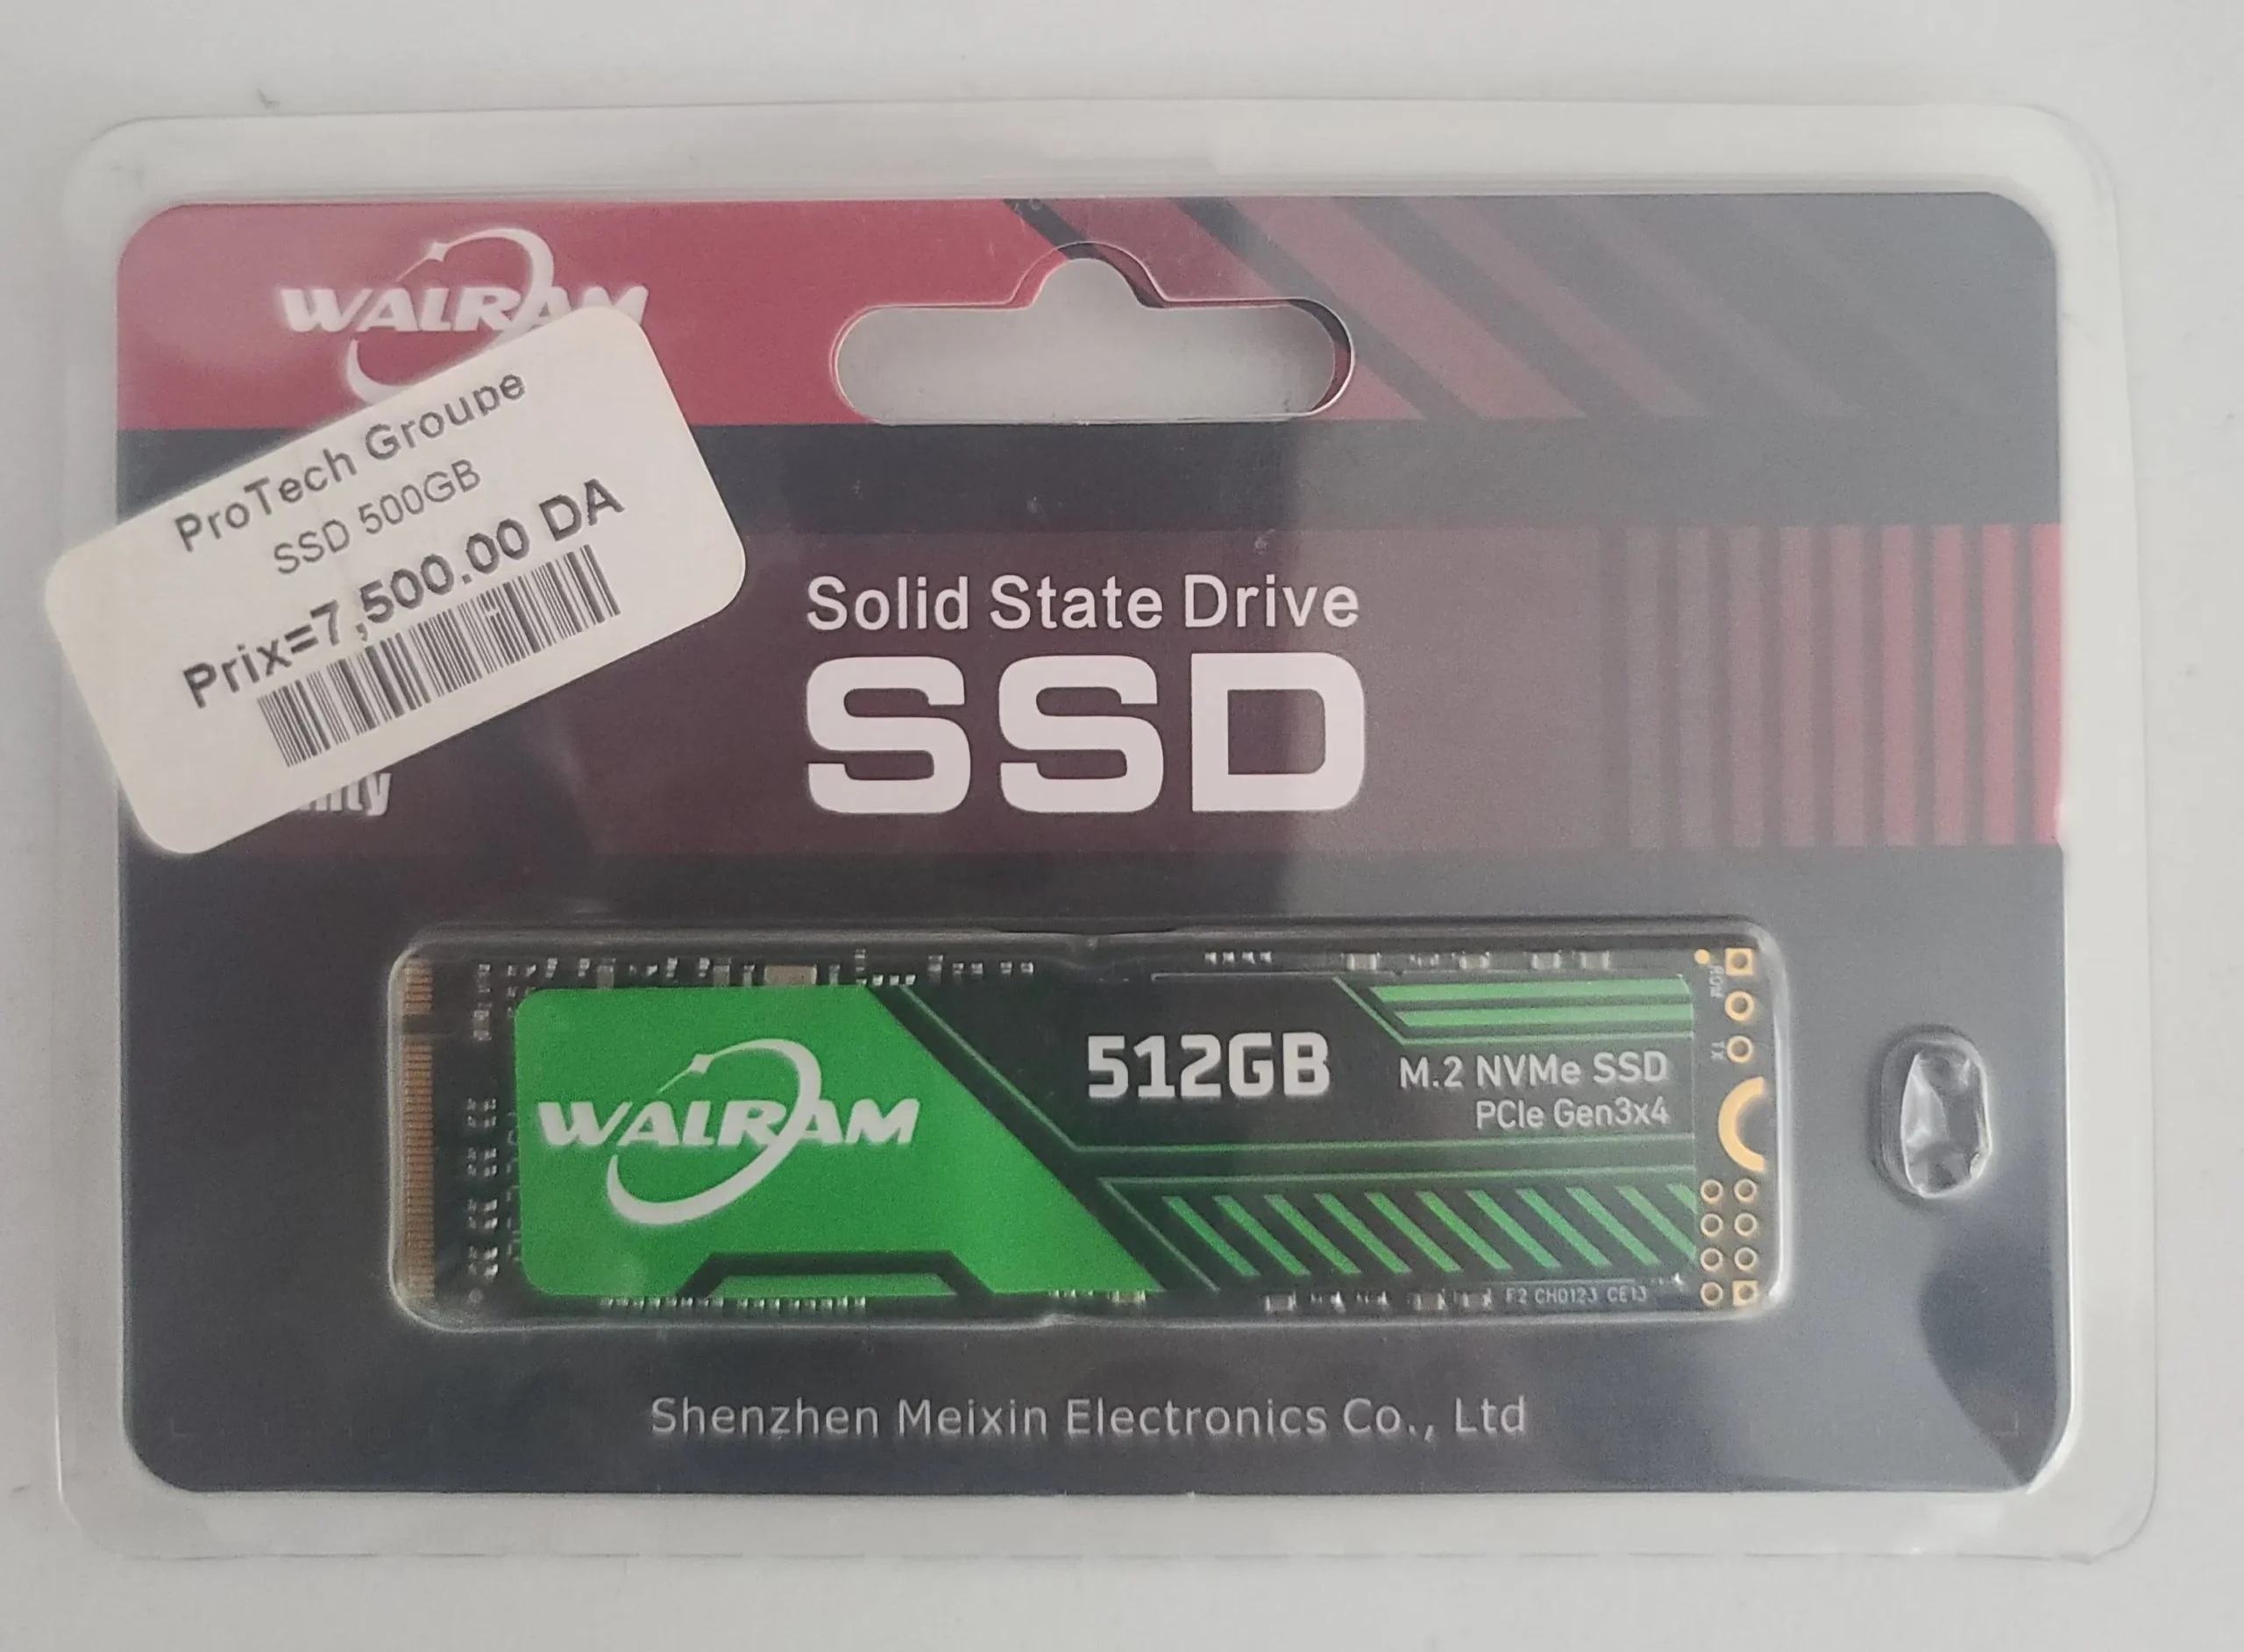 WALRAM
ProTech Groupe
SSD 500GB
Prix=7,500.00 DA
Solid State Drive
SSD
WALRAM
512GB
M.2 NVMe SSD
PCIe Gen3x4
TX
F2 CH0123 CE13
Shenzhen Meixin Electronics Co., Ltd